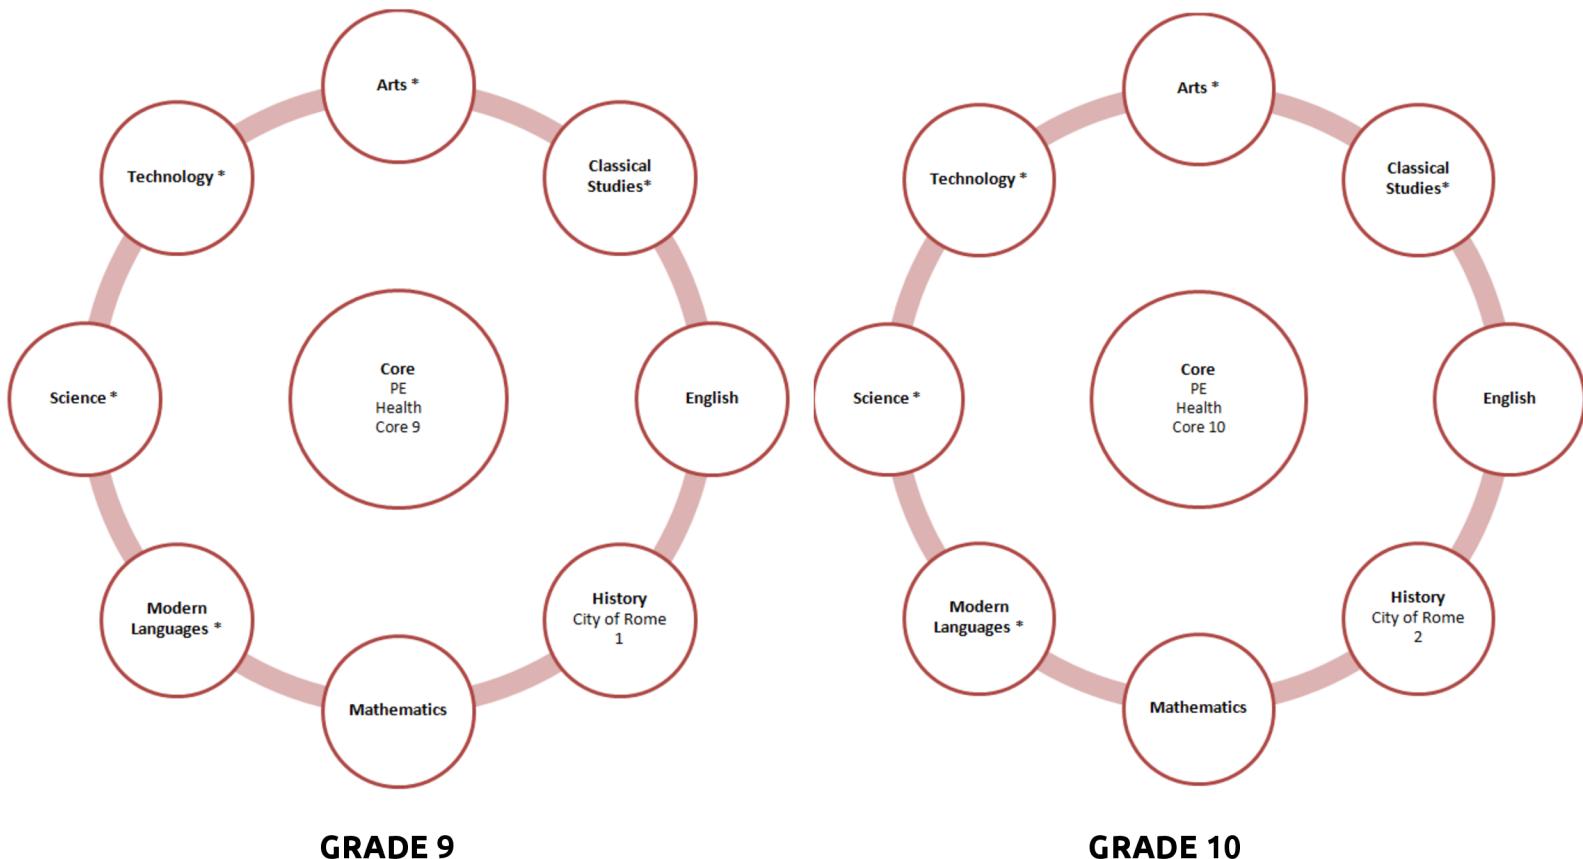 Arts *
Technology *
Classical
Studies*
Science *
Core
PE
Health
Core 9
English
Modern
Languages *
History
City of Rome
1
Mathematics
GRADE 9
Arts *
Technology *
Classical
Studies*
Science *
Core
PE
Health
Core 10
English
Modern
Languages *
History
City of Rome
2
Mathematics
GRADE 10